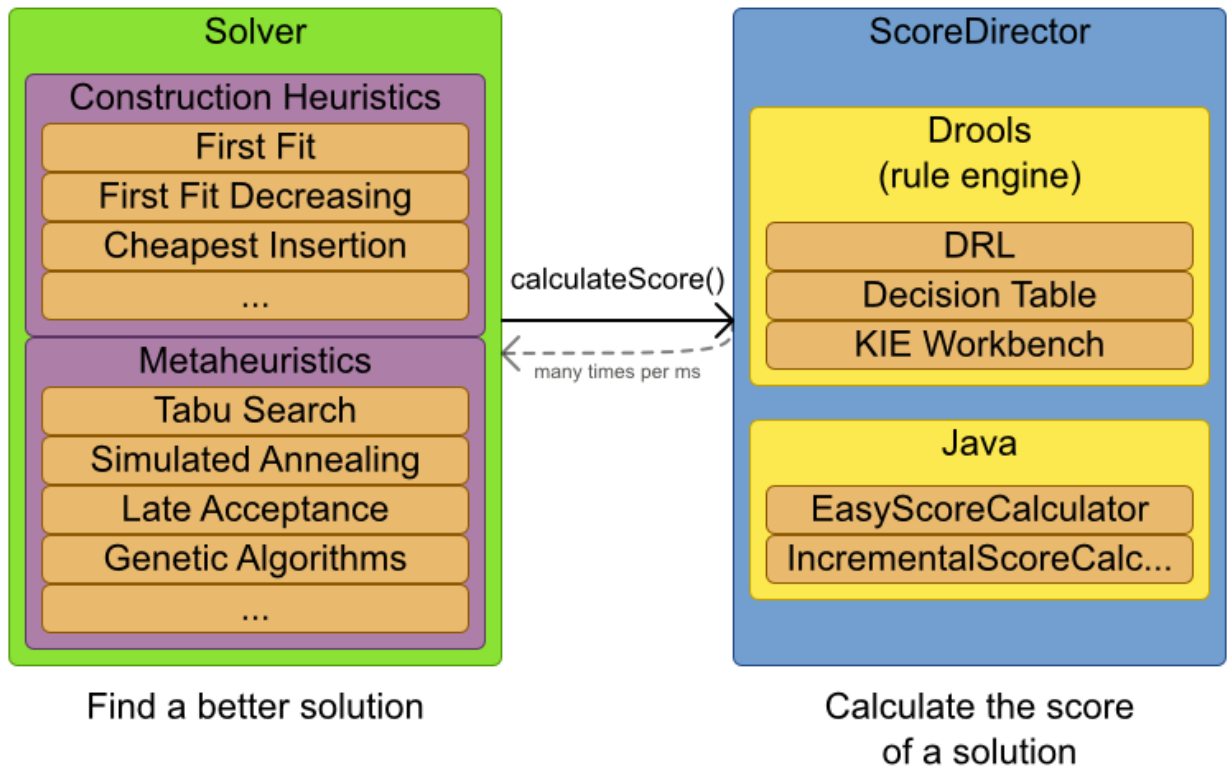 Solver
Construction Heuristics
First Fit
First Fit Decreasing
Cheapest Insertion
...
Metaheuristics
Tabu Search
Simulated Annealing
Late Acceptance
Genetic Algorithms
...
Find a better solution
calculateScore()
many times per ms
ScoreDirector
Drools
(rule engine)
DRL
Decision Table
KIE Workbench
Java
EasyScoreCalculator
IncrementalScoreCalc...
Calculate the score
of a solution